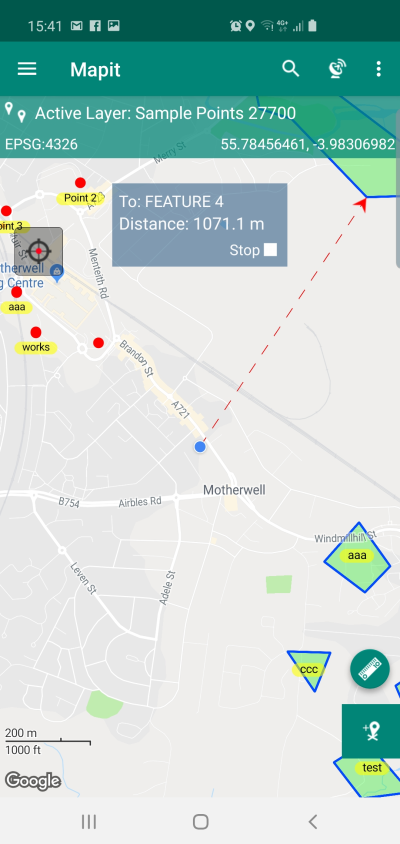 15:41
4G+
Mapit
Active Layer: Sample Points 27700
EPSG:4326
55.78456461, -3.98306982
Merry St
Point 2
To: FEATURE 4
Distance: 1071.1 m
Stop
oint 3
Menteith Rd
therwell
g Centre
aaa
works
Brandon St
A721
Motherwell
B754
Airbles Rd
Windmillhill St
aaa
Leven St
Adele St
ccc
200 m
1000 ft
test
Google